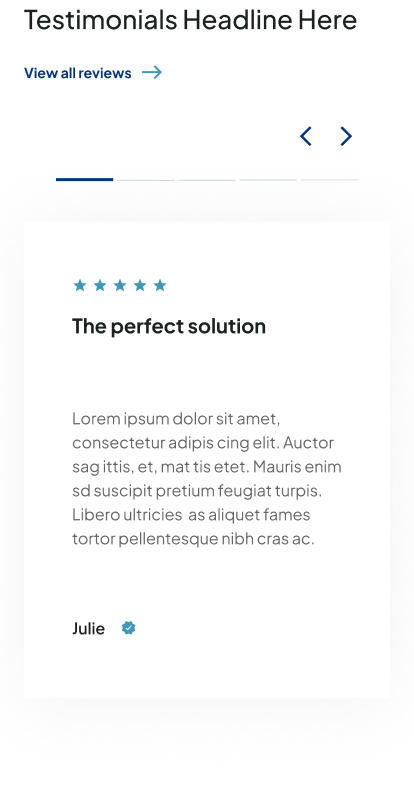 Testimonials Headline Here
View all reviews
The perfect solution
Lorem ipsum dolor sit amet,
consectetur adipis cing elit. Auctor
sag ittis, et, mat tis etet. Mauris enim
sd suscipit pretium feugiat turpis.
Libero ultricies  as aliquet fames
tortor pellentesque nibh cras ac.
Julie